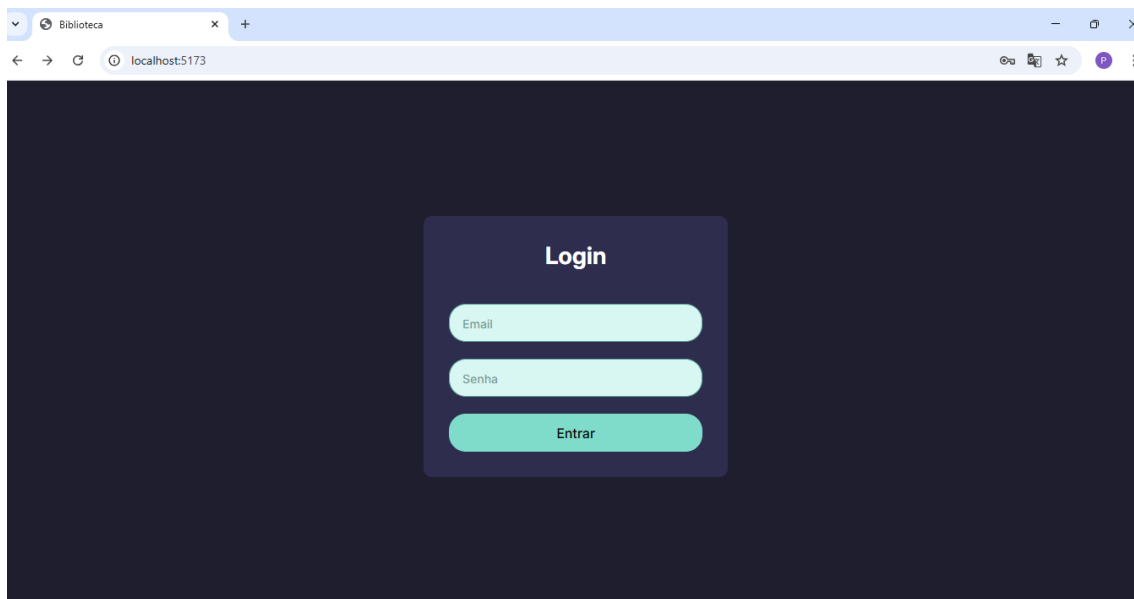 Biblioteca
localhost:5173
P
Login
Email
Senha
Entrar